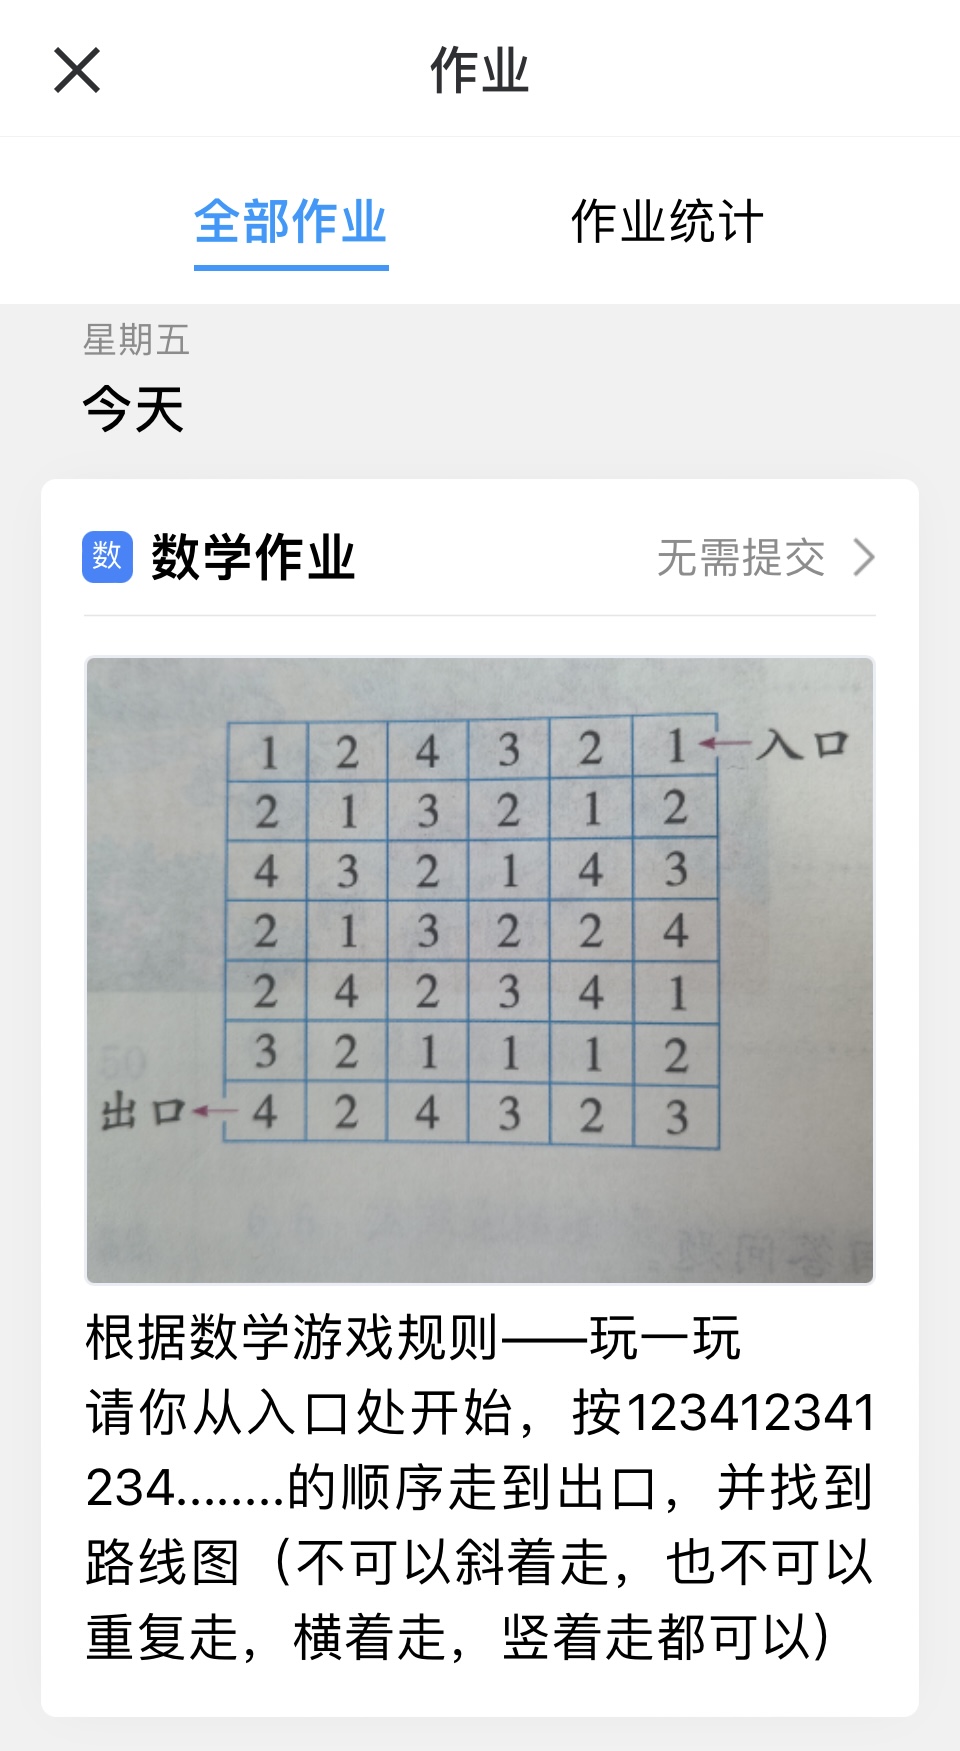 作业
全部作业 作业统计
星期五
今天
数 数学作业 无需提交
1 2 4 3 2 1 入口
2 1 3 2 1 2
4 3 2 1 4 3
2 1 3 2 2 4
2 4 2 3 4 1
3 2 1 1 1 2
出口 4 2 4 3 2 3
根据数学游戏规则——玩一玩
请你从入口处开始，按123412341
234........的顺序走到出口，并找到
路线图（不可以斜着走，也不可以
重复走，横着走，竖着走都可以）